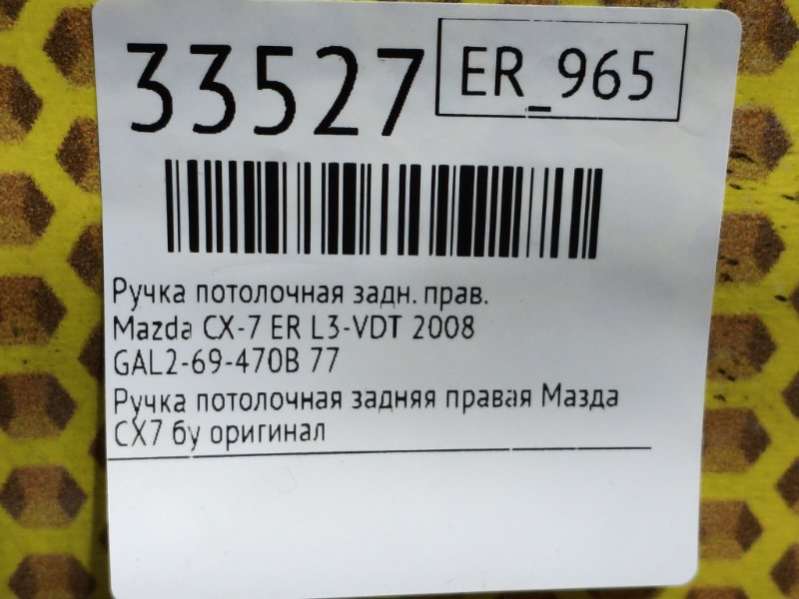 33527
ER_965
Ручка потолочная задн. прав.
Mazda CX-7 ER L3-VDT 2008
GAL2-69-470B 77
Ручка потолочная задняя правая Мазда
СХ7 бу оригинал